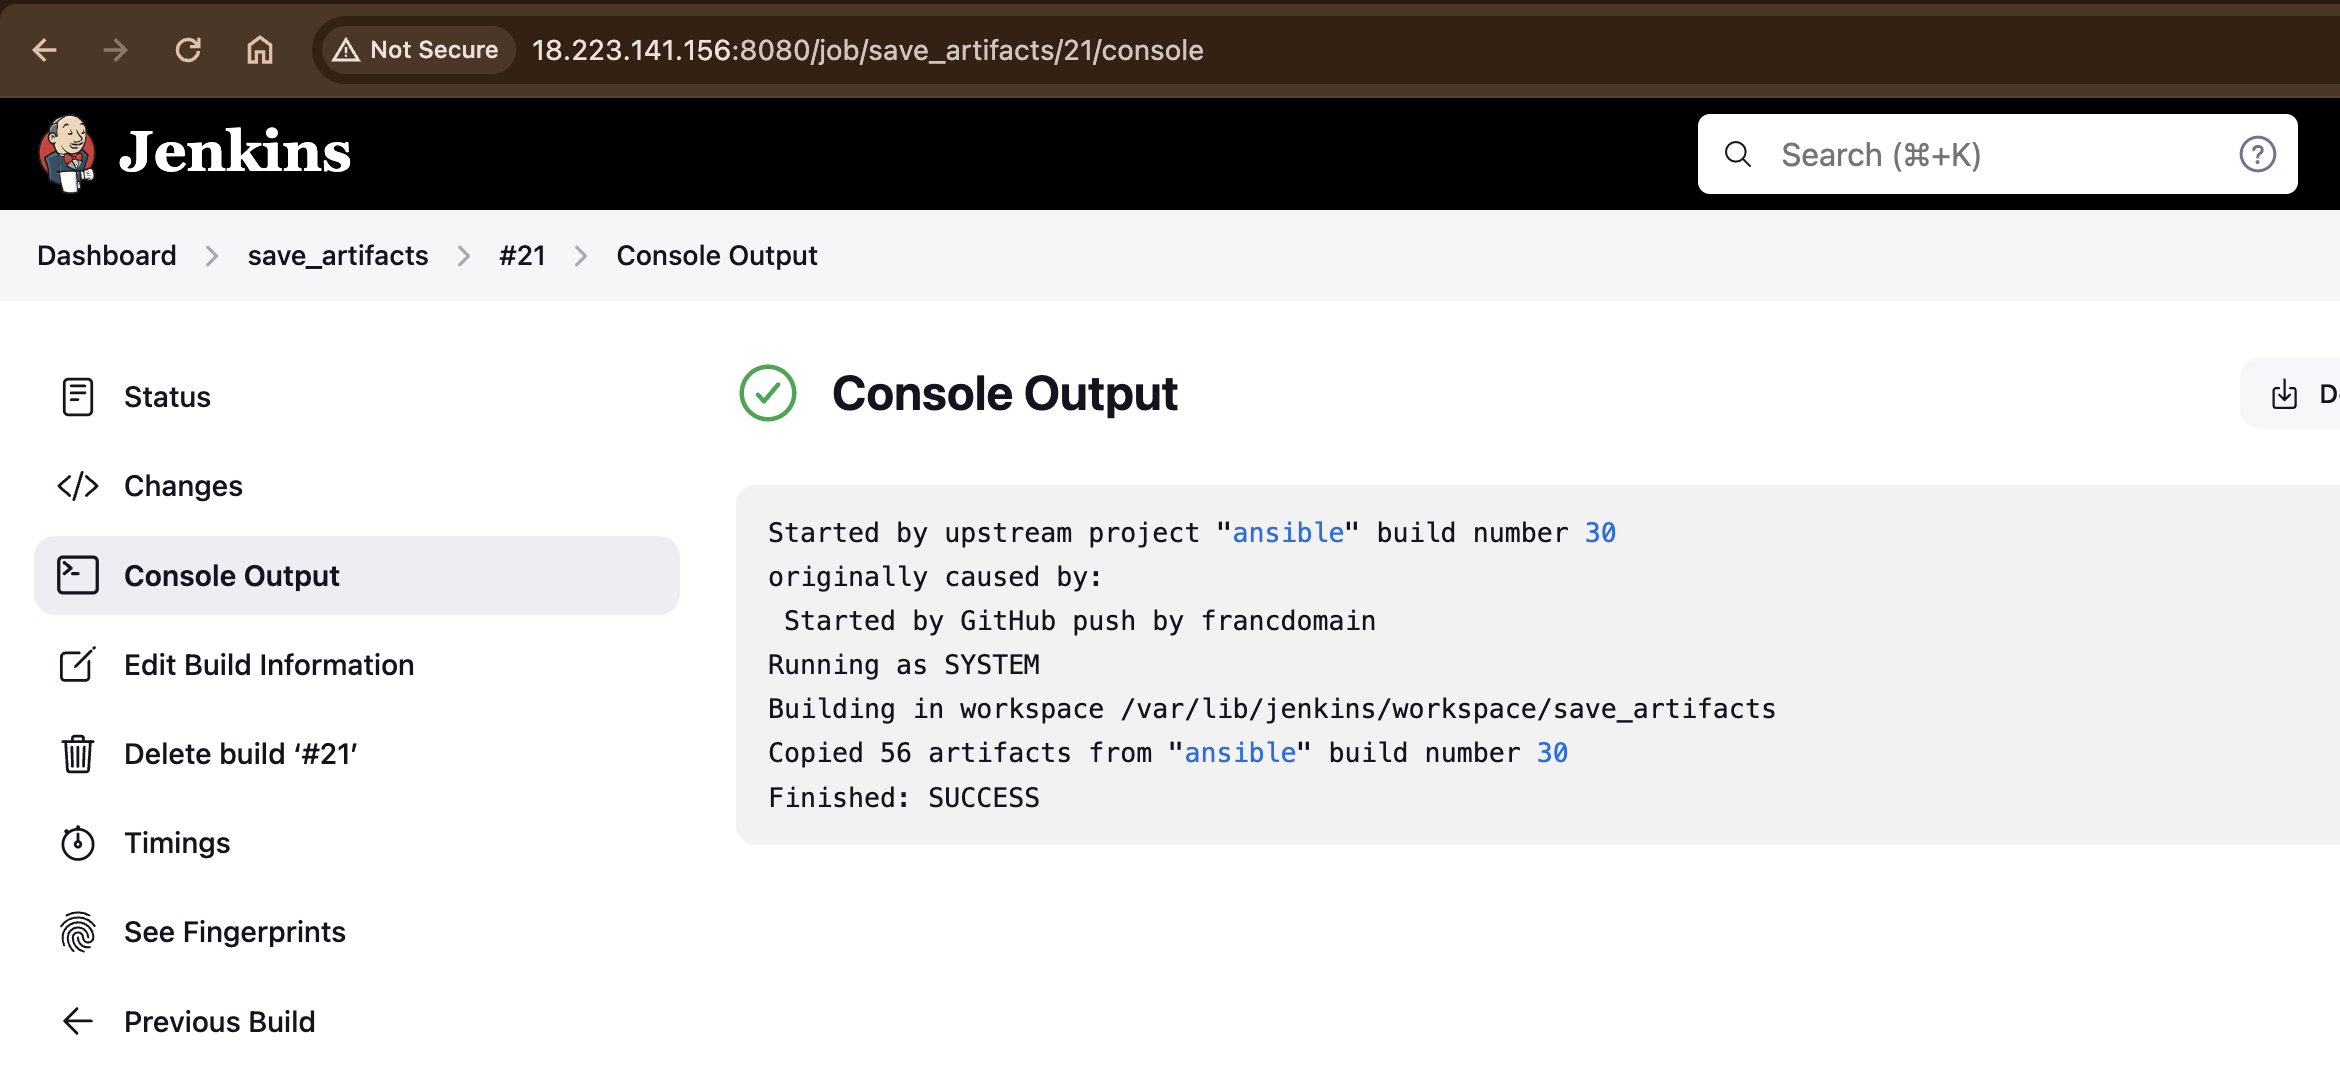 Not Secure 18.223.141.156:8080/job/save_artifacts/21/console
Jenkins
Search (⌘+K)
Dashboard > save_artifacts > #21 > Console Output
Status
Changes
Console Output
Edit Build Information
Delete build ‘#21’
Timings
See Fingerprints
Previous Build
Console Output
Started by upstream project "ansible" build number 30
originally caused by:
Started by GitHub push by francdomain
Running as SYSTEM
Building in workspace /var/lib/jenkins/workspace/save_artifacts
Copied 56 artifacts from "ansible" build number 30
Finished: SUCCESS